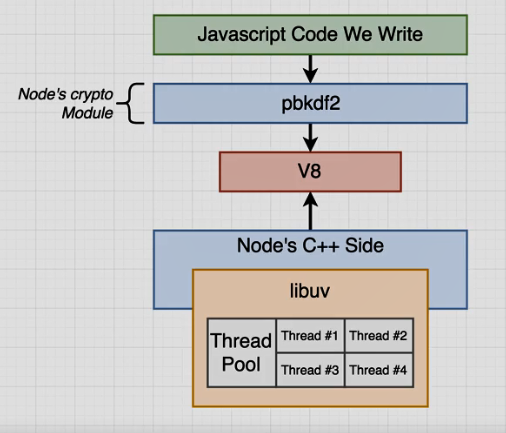 Javascript Code We Write
Node's crypto
Module
pbkdf2
V8
Node's C++ Side
libuv
Thread
Pool
Thread #1
Thread #2
Thread #3
Thread #4